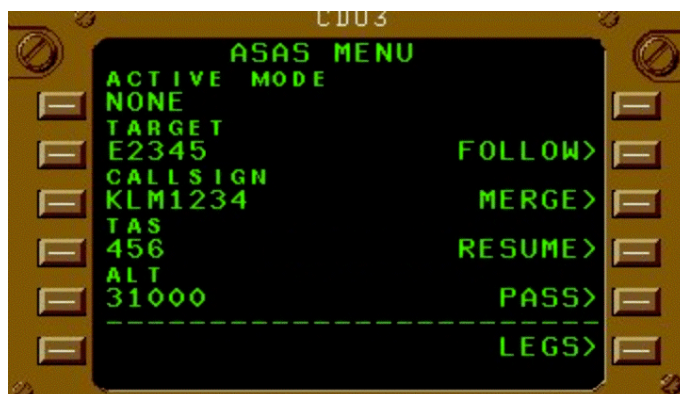 CDU3
ASAS MENU
ACTIVE MODE
NONE
TARGET
E2345 FOLLOW>
CALLSIGN
KLM1234 MERGE>
TAS
456 RESUME>
ALT
31000 PASS>
LEGS>